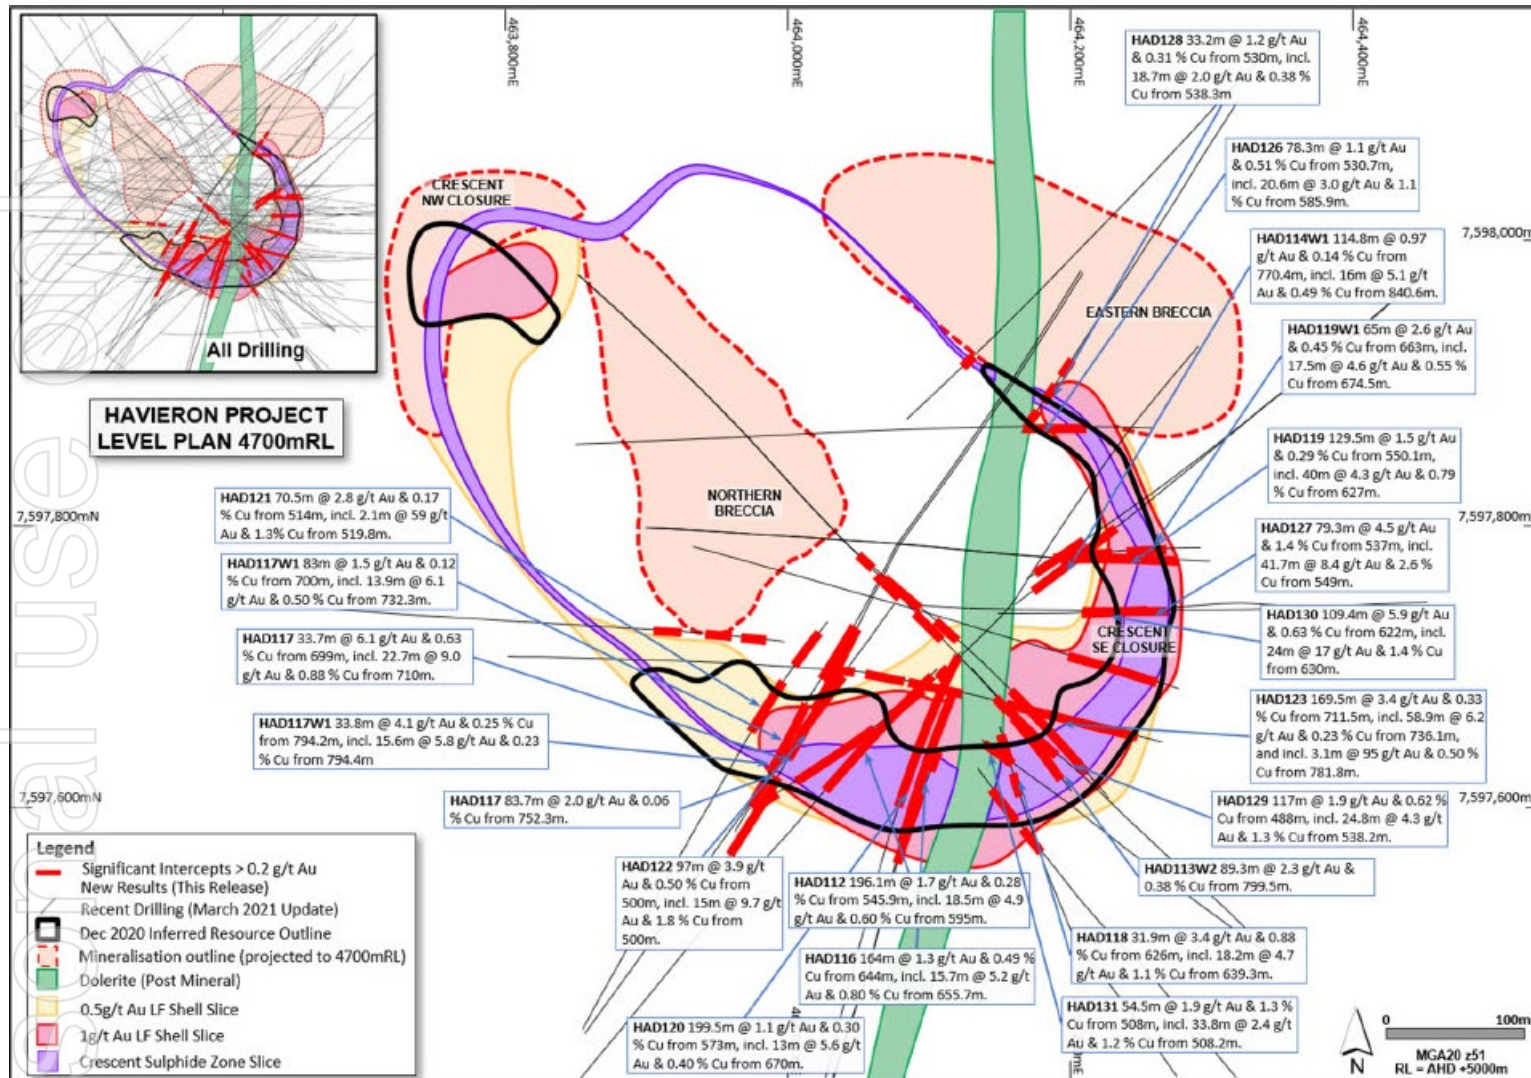 463,800mE
464,000mE
464,200mE
464,400mE
All Drilling
HAVIERON PROJECT
LEVEL PLAN 4700mRL
CRESCENT
NW CLOSURE
NORTHERN
BRECCIA
EASTERN BRECCIA
CRESCENT
SE CLOSURE
7,598,000m
7,597,800mN
7,597,800m
7,597,600mN
7,597,600m
HAD128 33.2m @ 1.2 g/t Au
& 0.31 % Cu from 530m, incl.
18.7m @ 2.0 g/t Au & 0.38 %
Cu from 538.3m
HAD126 78.3m @ 1.1 g/t Au
& 0.51 % Cu from 530.7m,
incl. 20.6m @ 3.0 g/t Au & 1.1
% Cu from 585.9m.
HAD114W1 114.8m @ 0.97
g/t Au & 0.14 % Cu from
770.4m, incl. 16m @ 5.1 g/t
Au & 0.49 % Cu from 840.6m.
HAD119W1 65m @ 2.6 g/t Au
& 0.45 % Cu from 663m, incl.
17.5m @ 4.6 g/t Au & 0.55 %
Cu from 674.5m.
HAD119 129.5m @ 1.5 g/t Au
& 0.29 % Cu from 550.1m,
incl. 40m @ 4.3 g/t Au & 0.79
% Cu from 627m.
HAD127 79.3m @ 4.5 g/t Au
& 1.4 % Cu from 537m, incl.
41.7m @ 8.4 g/t Au & 2.6 %
Cu from 549m.
HAD130 109.4m @ 5.9 g/t Au
& 0.63 % Cu from 622m, incl.
24m @ 17 g/t Au & 1.4 % Cu
from 630m.
HAD123 169.5m @ 3.4 g/t Au & 0.33
% Cu from 711.5m, incl. 58.9m @ 6.2
g/t Au & 0.23 % Cu from 736.1m,
and incl. 3.1m @ 95 g/t Au & 0.50 %
Cu from 781.8m.
HAD129 117m @ 1.9 g/t Au & 0.62 %
Cu from 488m, incl. 24.8m @ 4.3 g/t
Au & 1.3 % Cu from 538.2m.
HAD113W2 89.3m @ 2.3 g/t Au &
0.38 % Cu from 799.5m.
HAD118 31.9m @ 3.4 g/t Au & 0.88
% Cu from 626m, incl. 18.2m @ 4.7
g/t Au & 1.1 % Cu from 639.3m.
HAD131 54.5m @ 1.9 g/t Au & 1.3 %
Cu from 508m, incl. 33.8m @ 2.4 g/t
Au & 1.2 % Cu from 508.2m.
HAD121 70.5m @ 2.8 g/t Au & 0.17
% Cu from 514m, incl. 2.1m @ 59 g/t
Au & 1.3% Cu from 519.8m.
HAD117W1 83m @ 1.5 g/t Au & 0.12
% Cu from 700m, incl. 13.9m @ 6.1
g/t Au & 0.50 % Cu from 732.3m.
HAD117 33.7m @ 6.1 g/t Au & 0.63
% Cu from 699m, incl. 22.7m @ 9.0
g/t Au & 0.88 % Cu from 710m.
HAD117W1 33.8m @ 4.1 g/t Au & 0.25 % Cu
from 794.2m, incl. 15.6m @ 5.8 g/t Au & 0.23
% Cu from 794.4m
HAD117 83.7m @ 2.0 g/t Au & 0.06
% Cu from 752.3m.
HAD122 97m @ 3.9 g/t
Au & 0.50 % Cu from
500m, incl. 15m @ 9.7 g/t
Au & 1.8 % Cu from
500m.
HAD112 196.1m @ 1.7 g/t Au & 0.28
% Cu from 545.9m, incl. 18.5m @ 4.9
g/t Au & 0.60 % Cu from 595m.
HAD116 164m @ 1.3 g/t Au & 0.49 %
Cu from 644m, incl. 15.7m @ 5.2 g/t
Au & 0.80 % Cu from 655.7m.
HAD120 199.5m @ 1.1 g/t Au & 0.30
% Cu from 573m, incl. 13m @ 5.6 g/t
Au & 0.40 % Cu from 670m.
Legend
Significant Intercepts > 0.2 g/t Au
New Results (This Release)
Recent Drilling (March 2021 Update)
Dec 2020 Inferred Resource Outline
Mineralisation outline (projected to 4700mRL)
Dolerite (Post Mineral)
0.5g/t Au LF Shell Slice
1g/t Au LF Shell Slice
Crescent Sulphide Zone Slice
0 100m
MGA20 z51
RL = AHD +5000m
N
sonal use only